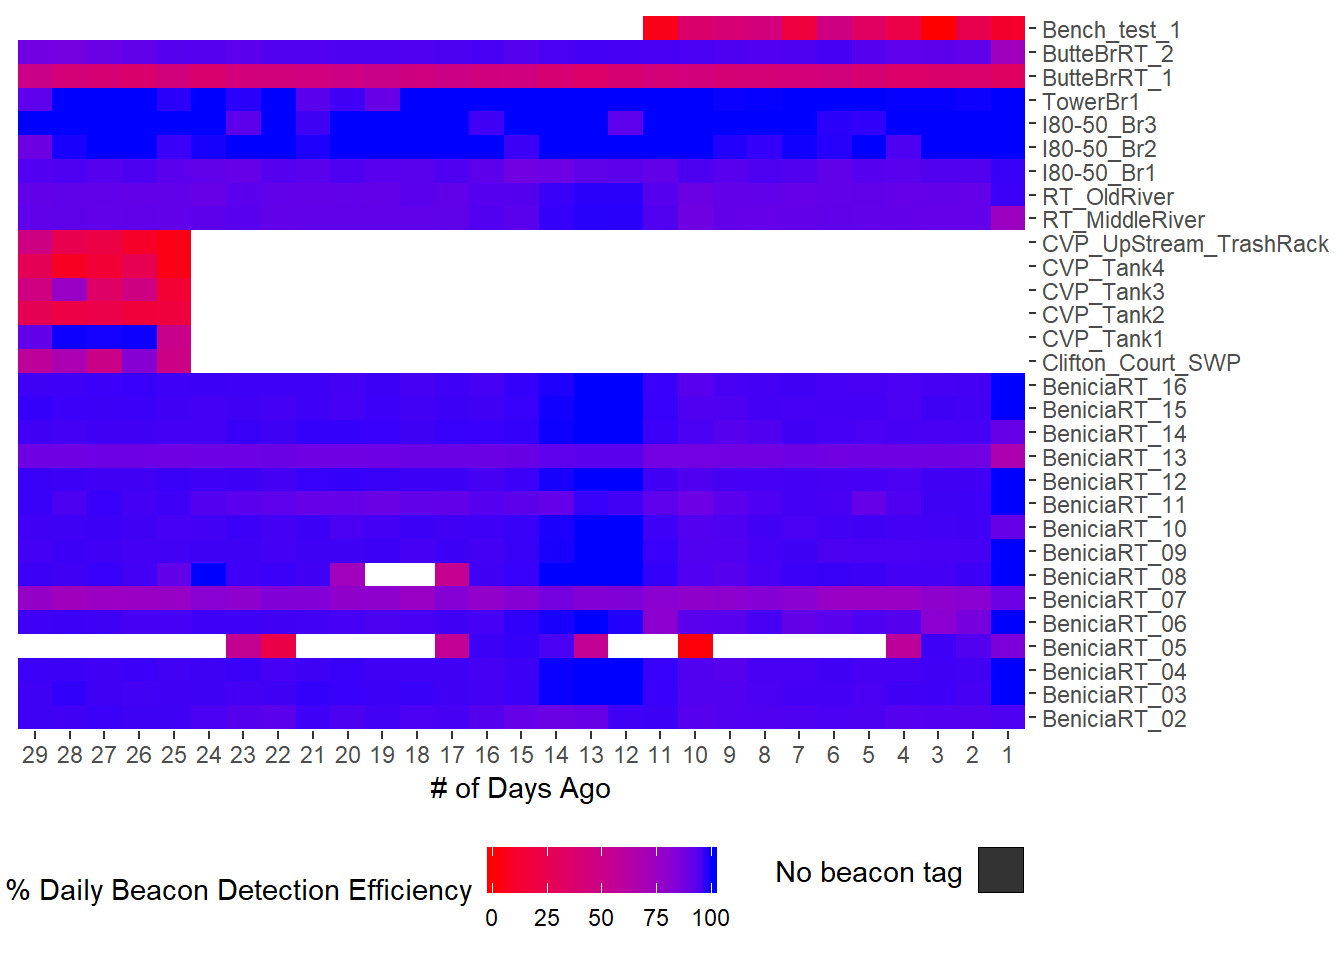 Bench_test_1
ButteBrRT_2
ButteBrRT_1
TowerBr1
I80-50_Br3
I80-50_Br2
I80-50_Br1
RT_OldRiver
RT_MiddleRiver
CVP_UpStream_TrashRack
CVP_Tank4
CVP_Tank3
CVP_Tank2
CVP_Tank1
Clifton_Court_SWP
BeniciaRT_16
BeniciaRT_15
BeniciaRT_14
BeniciaRT_13
BeniciaRT_12
BeniciaRT_11
BeniciaRT_10
BeniciaRT_09
BeniciaRT_08
BeniciaRT_07
BeniciaRT_06
BeniciaRT_05
BeniciaRT_04
BeniciaRT_03
BeniciaRT_02
29 28 27 26 25 24 23 22 21 20 19 18 17 16 15 14 13 12 11 10 9 8 7 6 5 4 3 2 1
# of Days Ago
% Daily Beacon Detection Efficiency
0 25 50 75 100
No beacon tag